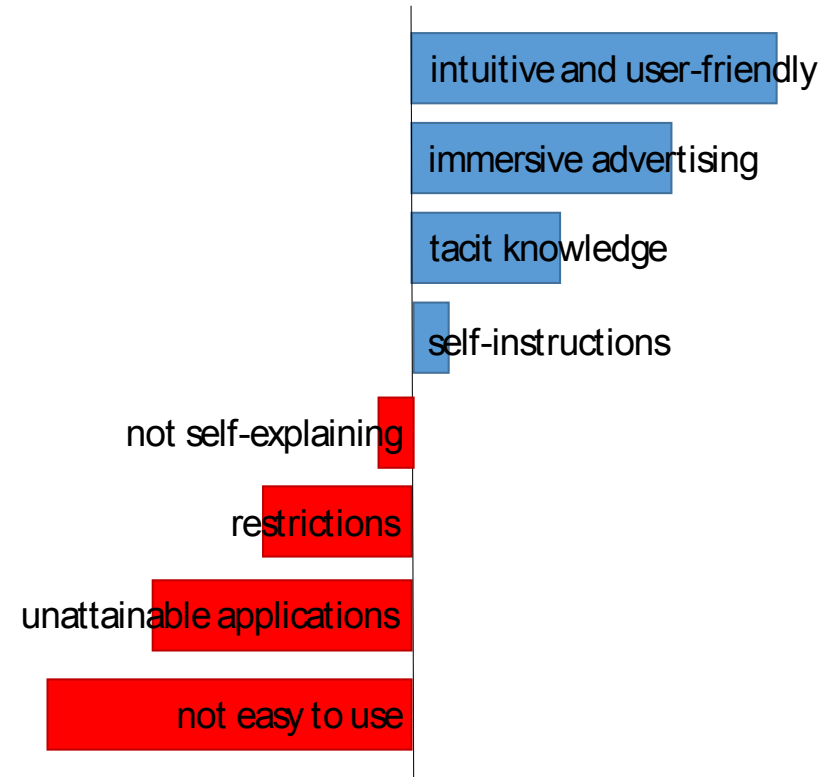 intuitive and user-friendly
immersive advertising
tacit knowledge
self-instructions
not self-explaining
restrictions
unattainable applications
not easy to use